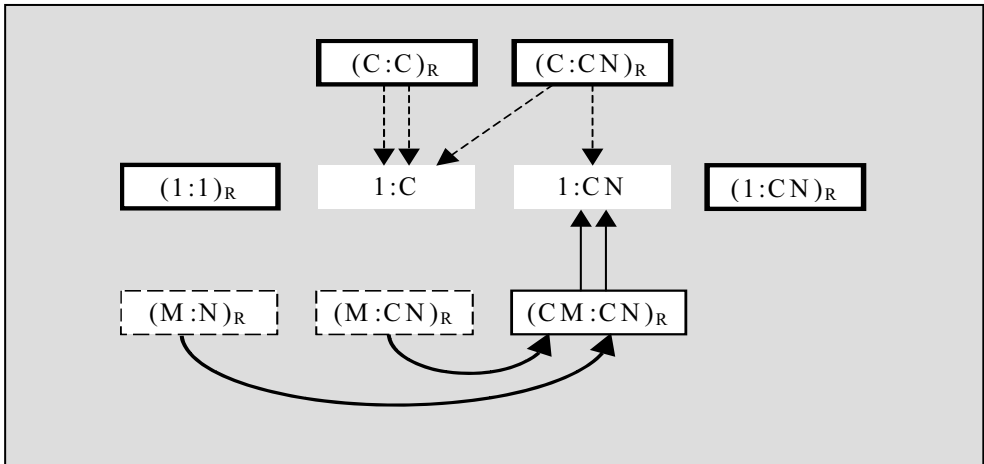 (C:C)R
(C:CN)R
(1:1)R
1:C
1:CN
(1:CN)R
(M:N)R
(M:CN)R
(CM:CN)R